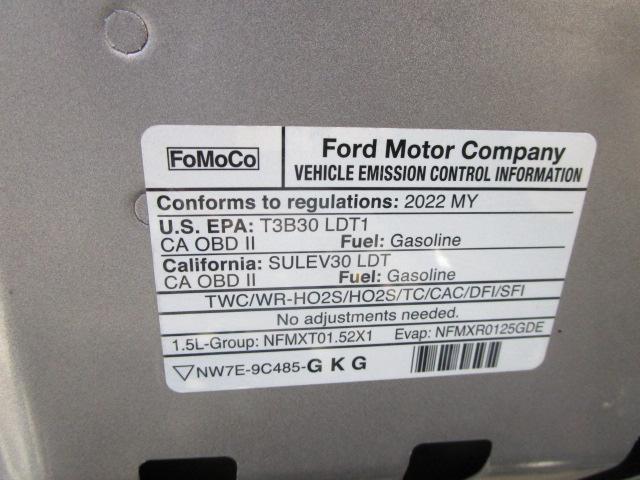 FoMoCo
Ford Motor Company
VEHICLE EMISSION CONTROL INFORMATION
Conforms to regulations: 2022 MY
U.S. EPA: T3B30 LDT1
CA OBD II Fuel: Gasoline
California: SULEV30 LDT
CA OBD II Fuel: Gasoline
TWC/WR-HO2S/HO2S/TC/CAC/DFI/SFI
No adjustments needed.
1.5L-Group: NFMXT01.52X1 Evap: NFMXR0125GDE
NW7E-9C485-G K G